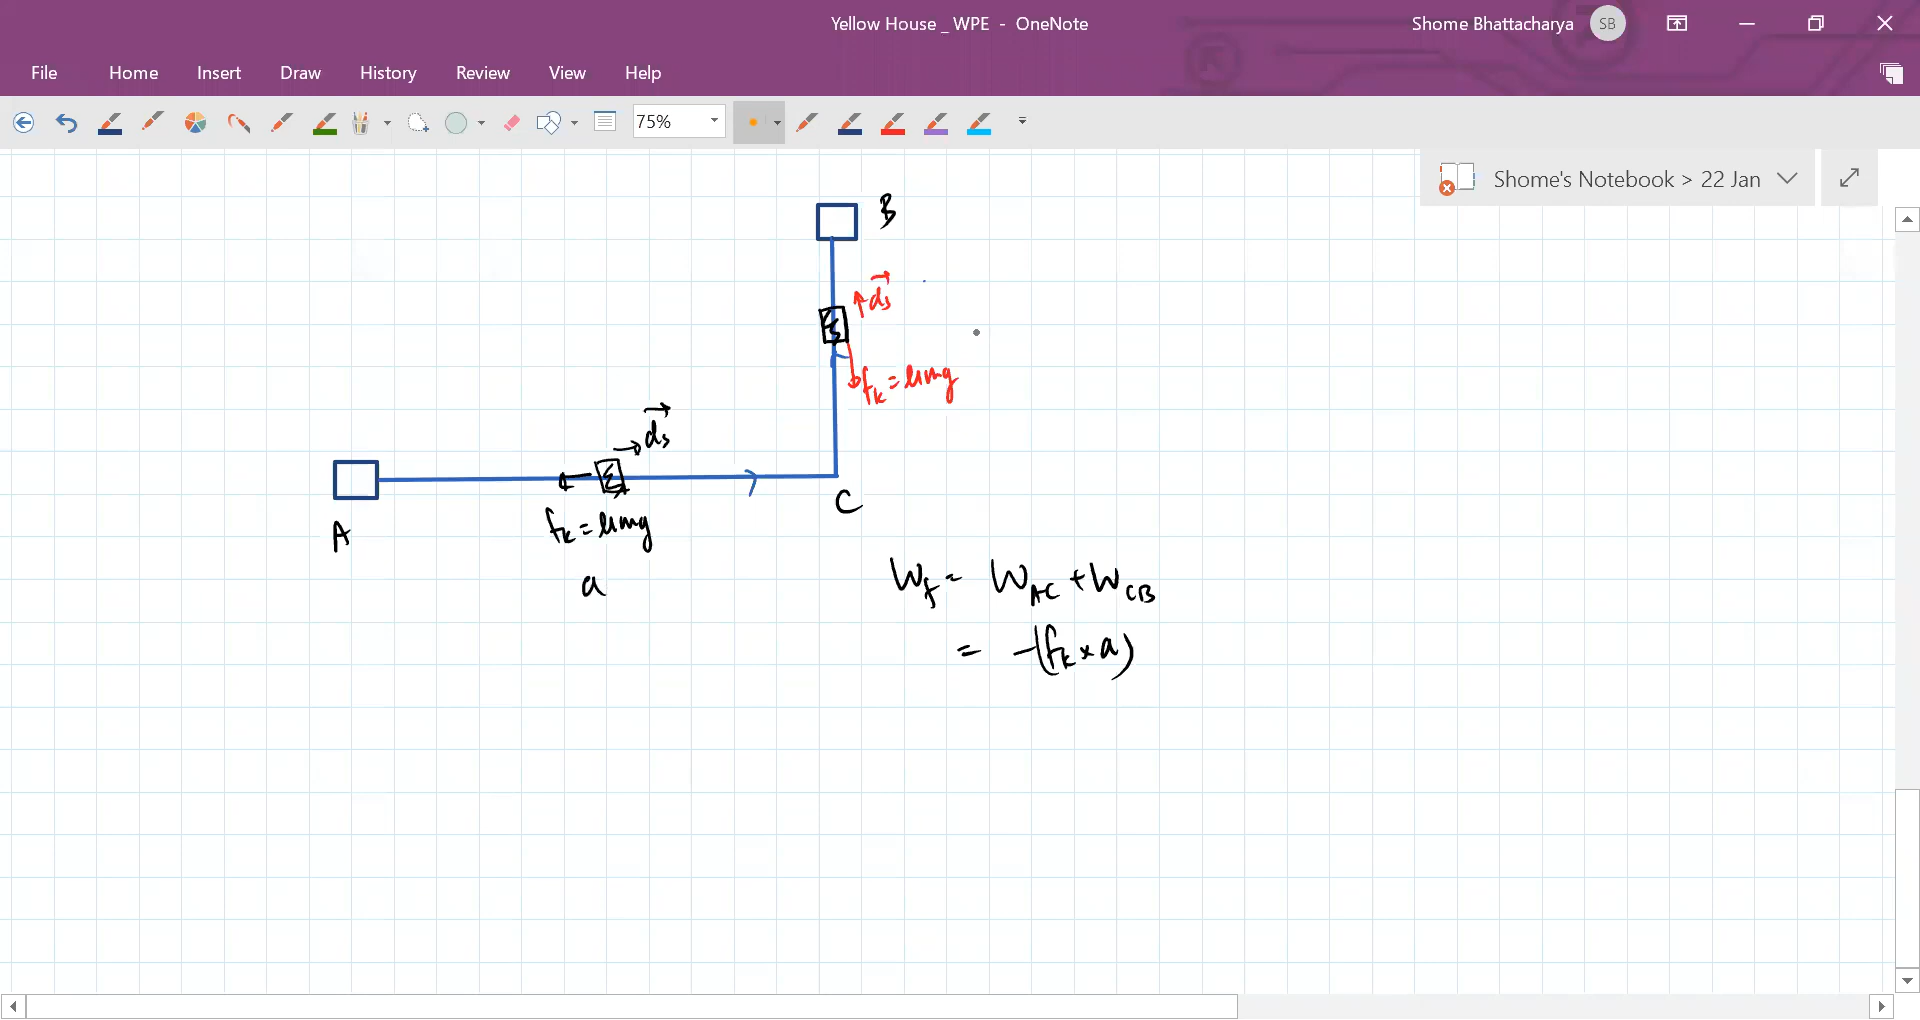 Yellow House _ WPE - OneNote
Shome Bhattacharya SB
File Home Insert Draw History Review View Help
75%
Shome's Notebook > 22 Jan
B
ds
fk = μmg
ds
C
fk = μmg
A
a
Wf = WAC + WCB
= -(fk × a)